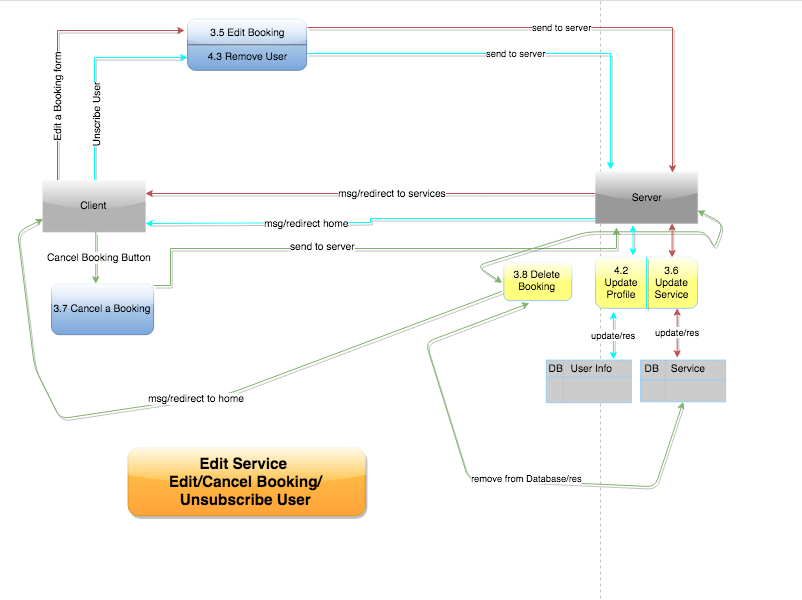 send to server
3.5 Edit Booking
4.3 Remove User
send to server
Edit a Booking form
Unscribe User
Client
msg/redirect to services
Server
msg/redirect home
send to server
Cancel Booking Button
3.7 Cancel a Booking
3.8 Delete
Booking
4.2
Update
Profile
3.6
Update
Service
update/res
update/res
DB User Info
DB Service
msg/redirect to home
Edit Service
Edit/Cancel Booking/
Unsubscribe User
remove from Database/res